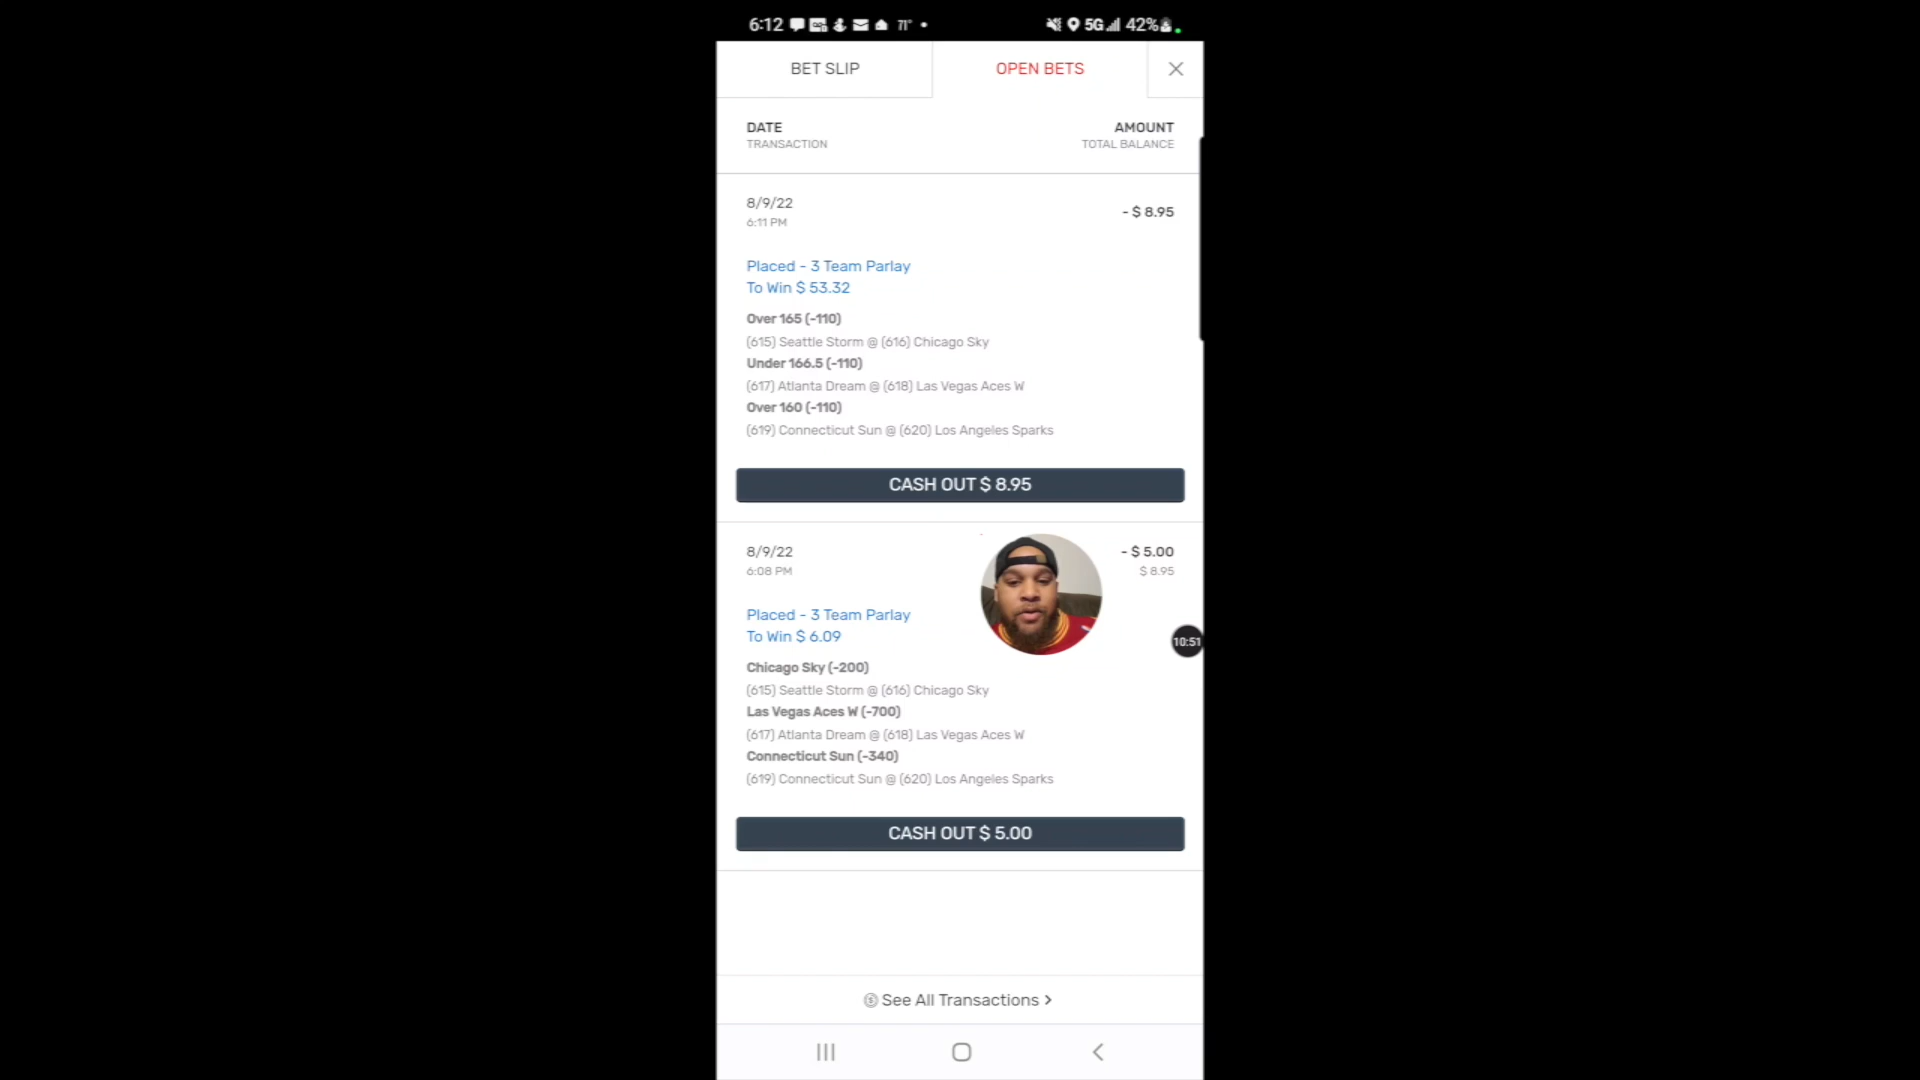 6:12 71° 5G 42%
BET SLIP OPEN BETS
DATE AMOUNT
TRANSACTION TOTAL BALANCE
8/9/22 - $ 8.95
6:11 PM
Placed - 3 Team Parlay
To Win $ 53.32
Over 165 (-110)
(615) Seattle Storm @ (616) Chicago Sky
Under 166.5 (-110)
(617) Atlanta Dream @ (618) Las Vegas Aces W
Over 160 (-110)
(619) Connecticut Sun @ (620) Los Angeles Sparks
CASH OUT $ 8.95
8/9/22 - $ 5.00
6:08 PM $ 8.95
Placed - 3 Team Parlay
To Win $ 6.09
10:51
Chicago Sky (-200)
(615) Seattle Storm @ (616) Chicago Sky
Las Vegas Aces W (-700)
(617) Atlanta Dream @ (618) Las Vegas Aces W
Connecticut Sun (-340)
(619) Connecticut Sun @ (620) Los Angeles Sparks
CASH OUT $ 5.00
See All Transactions >